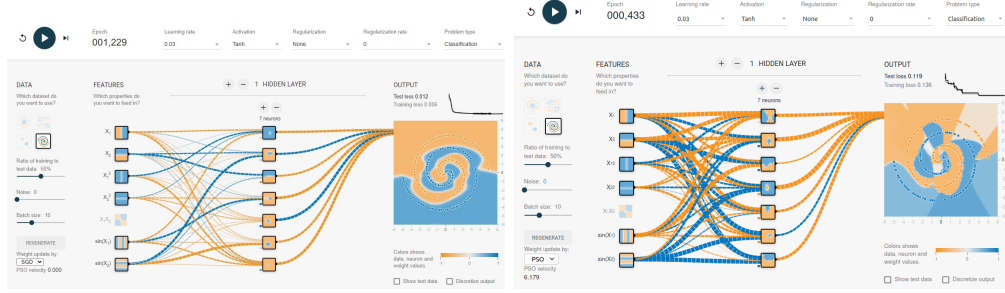 Epoch
001,229
Learning rate
0.03
Activation
Tanh
Regularization
None
Regularization rate
0
Problem type
Classification
DATA
Which dataset do
you want to use?
Ratio of training to
test data: 50%
Noise: 0
Batch size: 10
REGENERATE
Weight update by:
SGD
PSO velocity 0.000
FEATURES
Which properties do
you want to feed in?
X₁
X₂
X₁²
X₂²
X₁X₂
sin(X₁)
sin(X₂)
+ − 1 HIDDEN LAYER
+ −
7 neurons
OUTPUT
Test loss 0.012
Training loss 0.006
Colors shows
data, neuron and
weight values.
-1 0 1
Show test data
Discretize output
Epoch
000,433
Learning rate
0.03
Activation
Tanh
Regularization
None
Regularization rate
0
Problem type
Classification
DATA
Which dataset do
you want to use?
Ratio of training to
test data: 50%
Noise: 0
Batch size: 10
REGENERATE
Weight update by:
PSO
PSO velocity
6.179
FEATURES
Which properties
do you want to
feed in?
X₁
X₂
X₁²
X₂²
X₁X₂
sin(X₁)
sin(X₂)
+ − 1 HIDDEN LAYER
+ −
7 neurons
OUTPUT
Test loss 0.119
Training loss 0.136
Colors shows
data, neuron and
weight values.
-1 0 1
Show test data
Discretize output